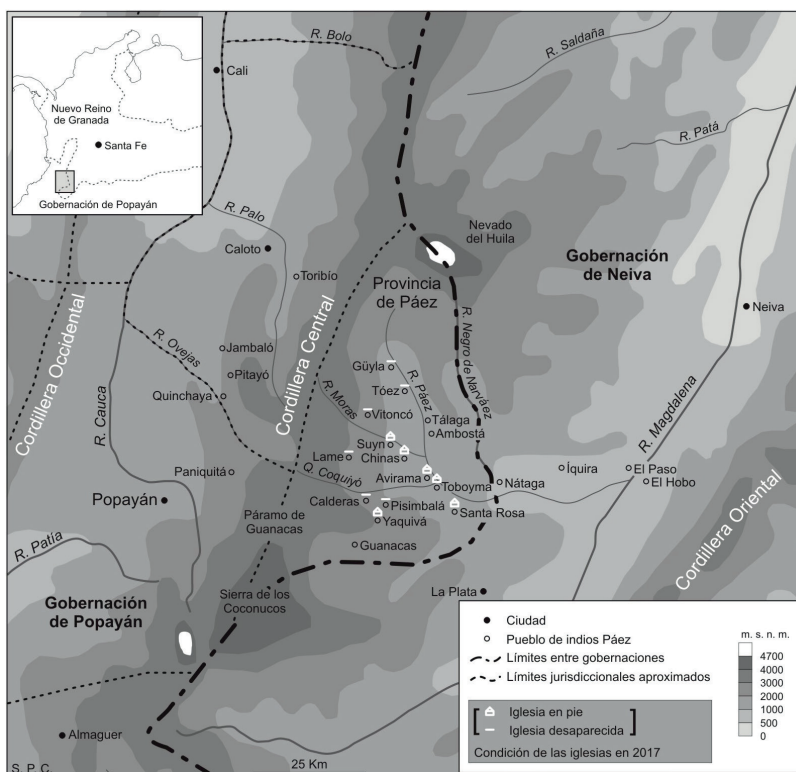 Nuevo Reino
de Granada
Santa Fe
Gobernación de Popayán
Cali
R. Bolo
R. Saldaña
R. Patá
R. Palo
Caloto
Toribío
Nevado
del Huila
Gobernación
de Neiva
Provincia
de Páez
Neiva
Cordillera Occidental
Cordillera Central
R. Ovejas
Jambaló
Pitayó
Quinchaya
R. Cauca
Güyla
Tóez
R. Páez
R. Negro de Narváez
R. Moras
Vitoncó
Tálaga
Ambostá
Suyn
Chinas
Lame
R. Magdalena
Paniquitá
Q. Coquiyó
Avirama
Toboyma
Nátaga
Íquira
El Paso
El Hobo
Popayán
Calderas
Pisimbalá
Santa Rosa
Yaquivá
Páramo de
Guanacas
Guanacas
Cordillera Oriental
R. Patía
Sierra de los
Coconucos
La Plata
Gobernación
de Popayán
Almaguer
S. P. C.
25 Km
Ciudad
Pueblo de indios Páez
Límites entre gobernaciones
Límites jurisdiccionales aproximados
Iglesia en pie
Iglesia desaparecida
Condición de las iglesias en 2017
m. s. n. m.
4700
4000
3000
2000
1000
500
0